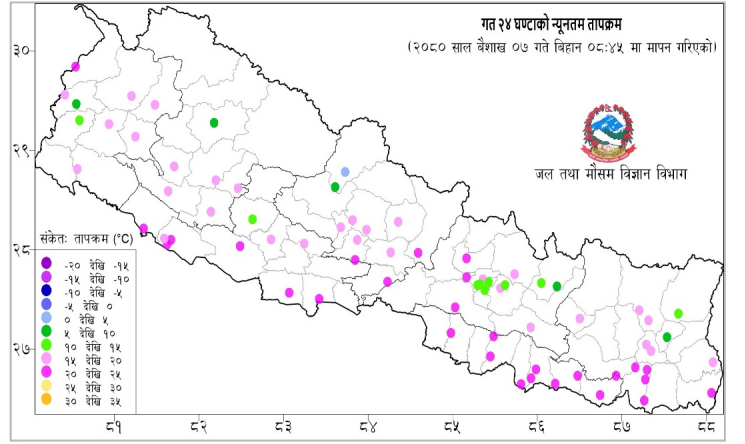 गत २४ घण्टाको न्यूनतम तापक्रम
(२०८० साल बैशाख ०७ गते बिहान ०८:४५ मा मापन गरिएको)
जल तथा मौसम विज्ञान विभाग
संकेतः तापक्रम (°C)
-२० देखि -१५
-१५ देखि -१०
-१० देखि -५
-५ देखि ०
० देखि ५
५ देखि १०
१० देखि १५
१५ देखि २०
२० देखि २५
२५ देखि ३०
३० देखि ३५
३०
२९
२८
२७
८१ ८२ ८३ ८४ ८५ ८६ ८७ ८८